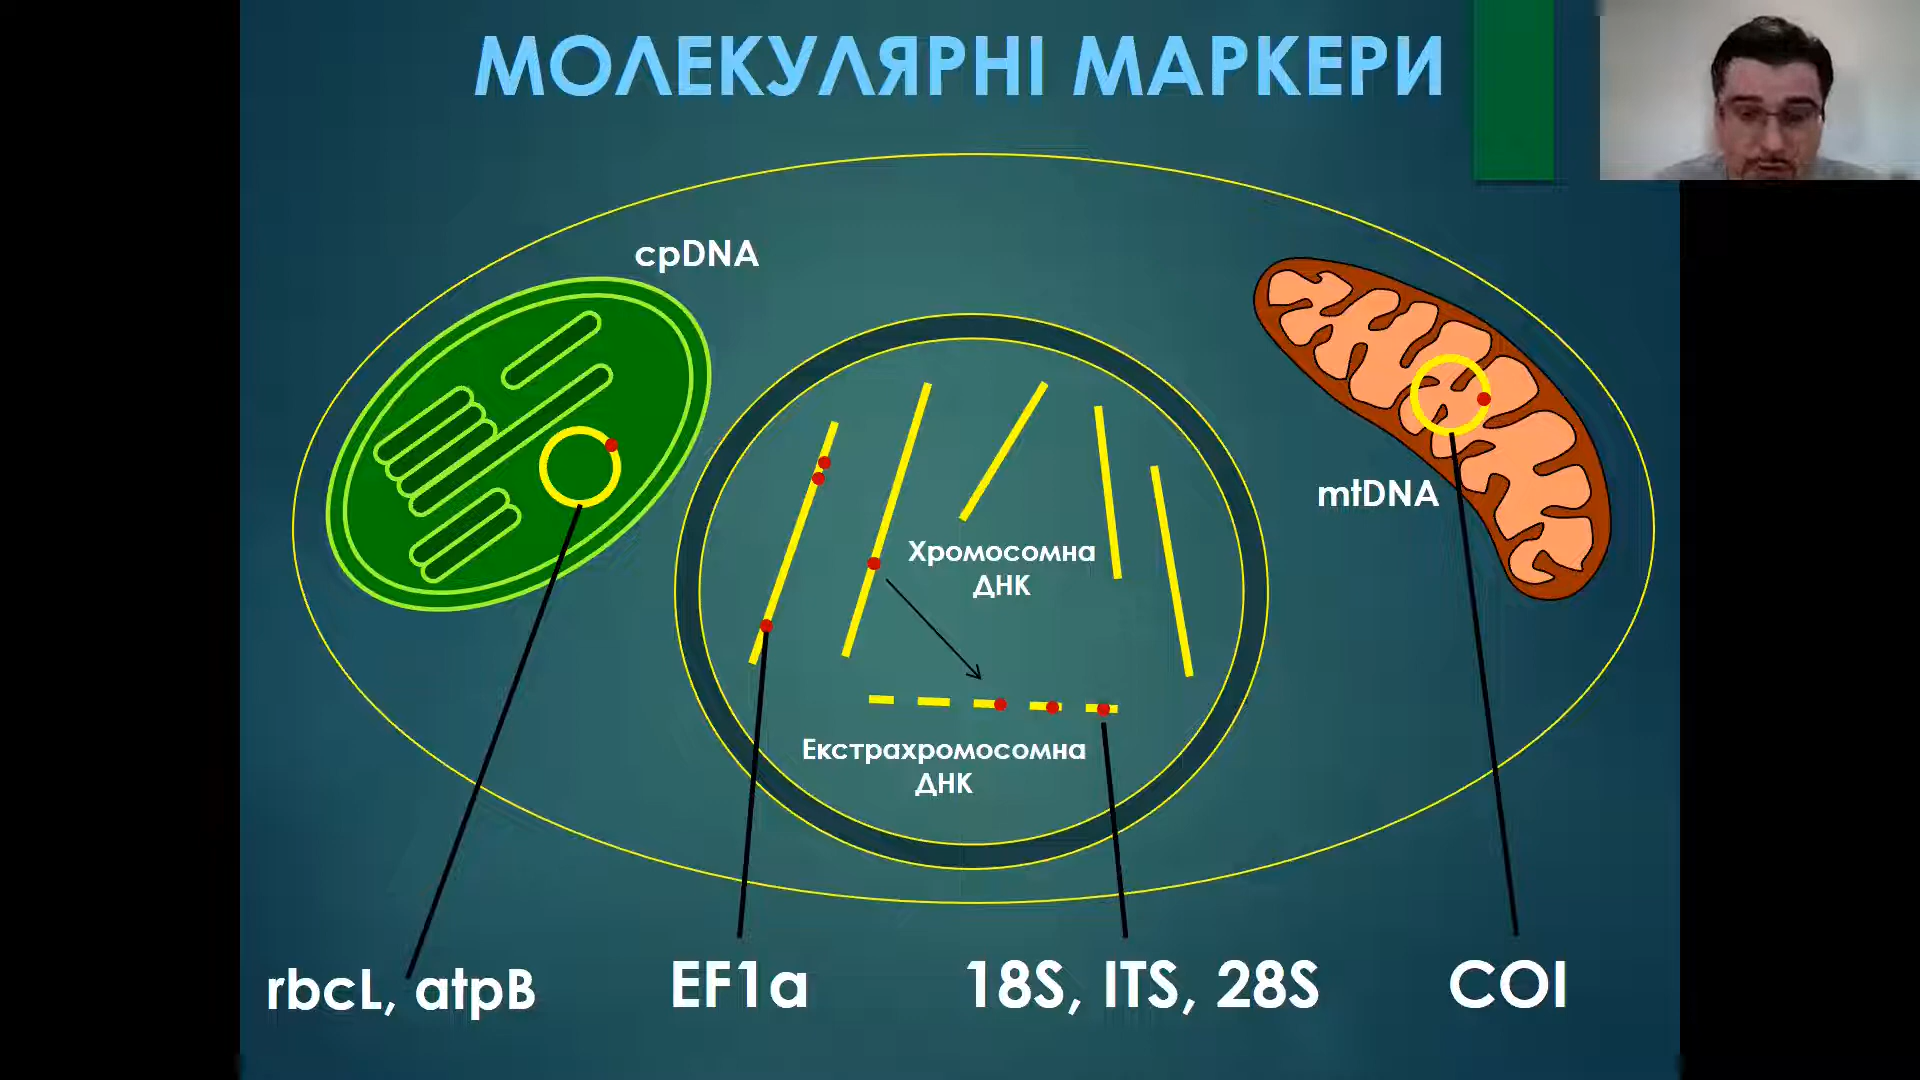 МОЛЕКУЛЯРНІ МАРКЕРИ
cpDNA
mtDNA
Хромосомна
ДНК
Екстрахромосомна
ДНК
rbcL, atpB
EF1a
18S, ITS, 28S
COI